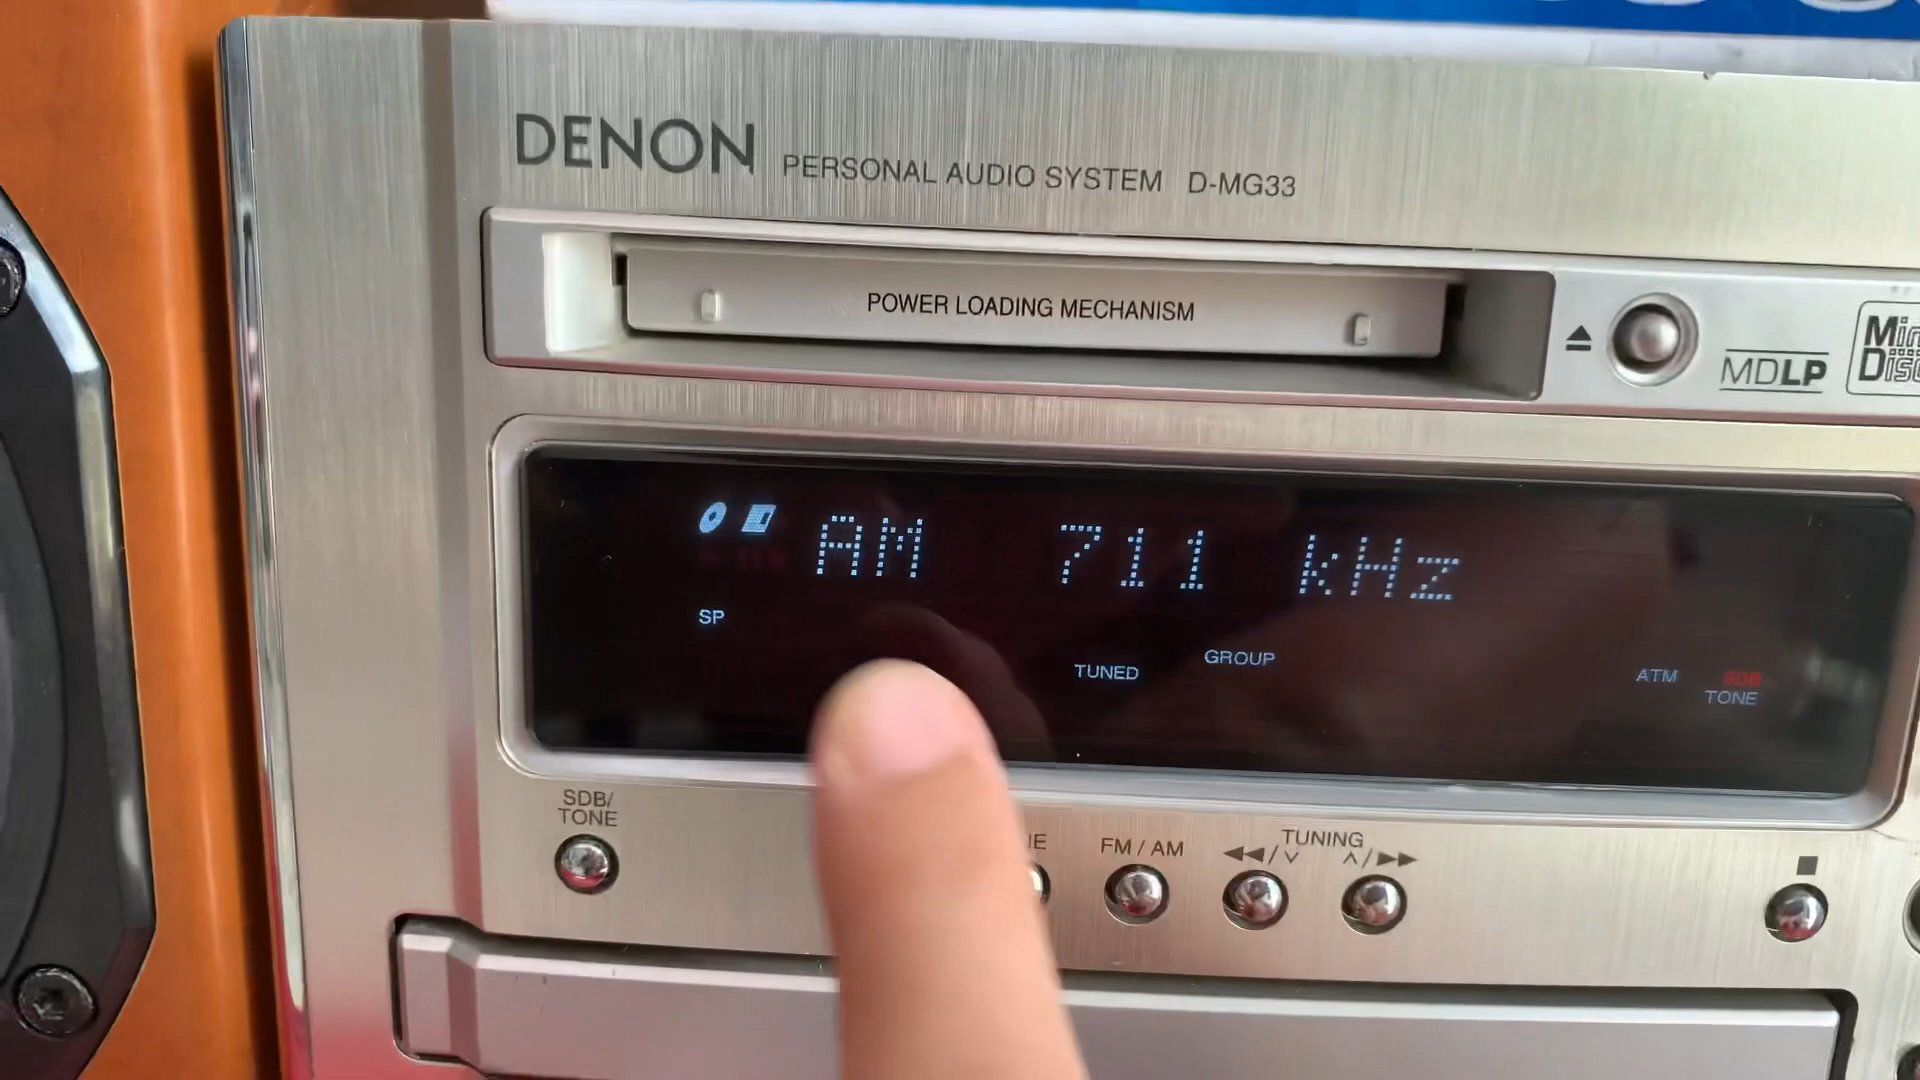 DENON PERSONAL AUDIO SYSTEM D-MG33
POWER LOADING MECHANISM
MDLP
AM 711 kHz
SP
TUNED
GROUP
ATM
SDB
TONE
SDB/
TONE
FM / AM
TUNING